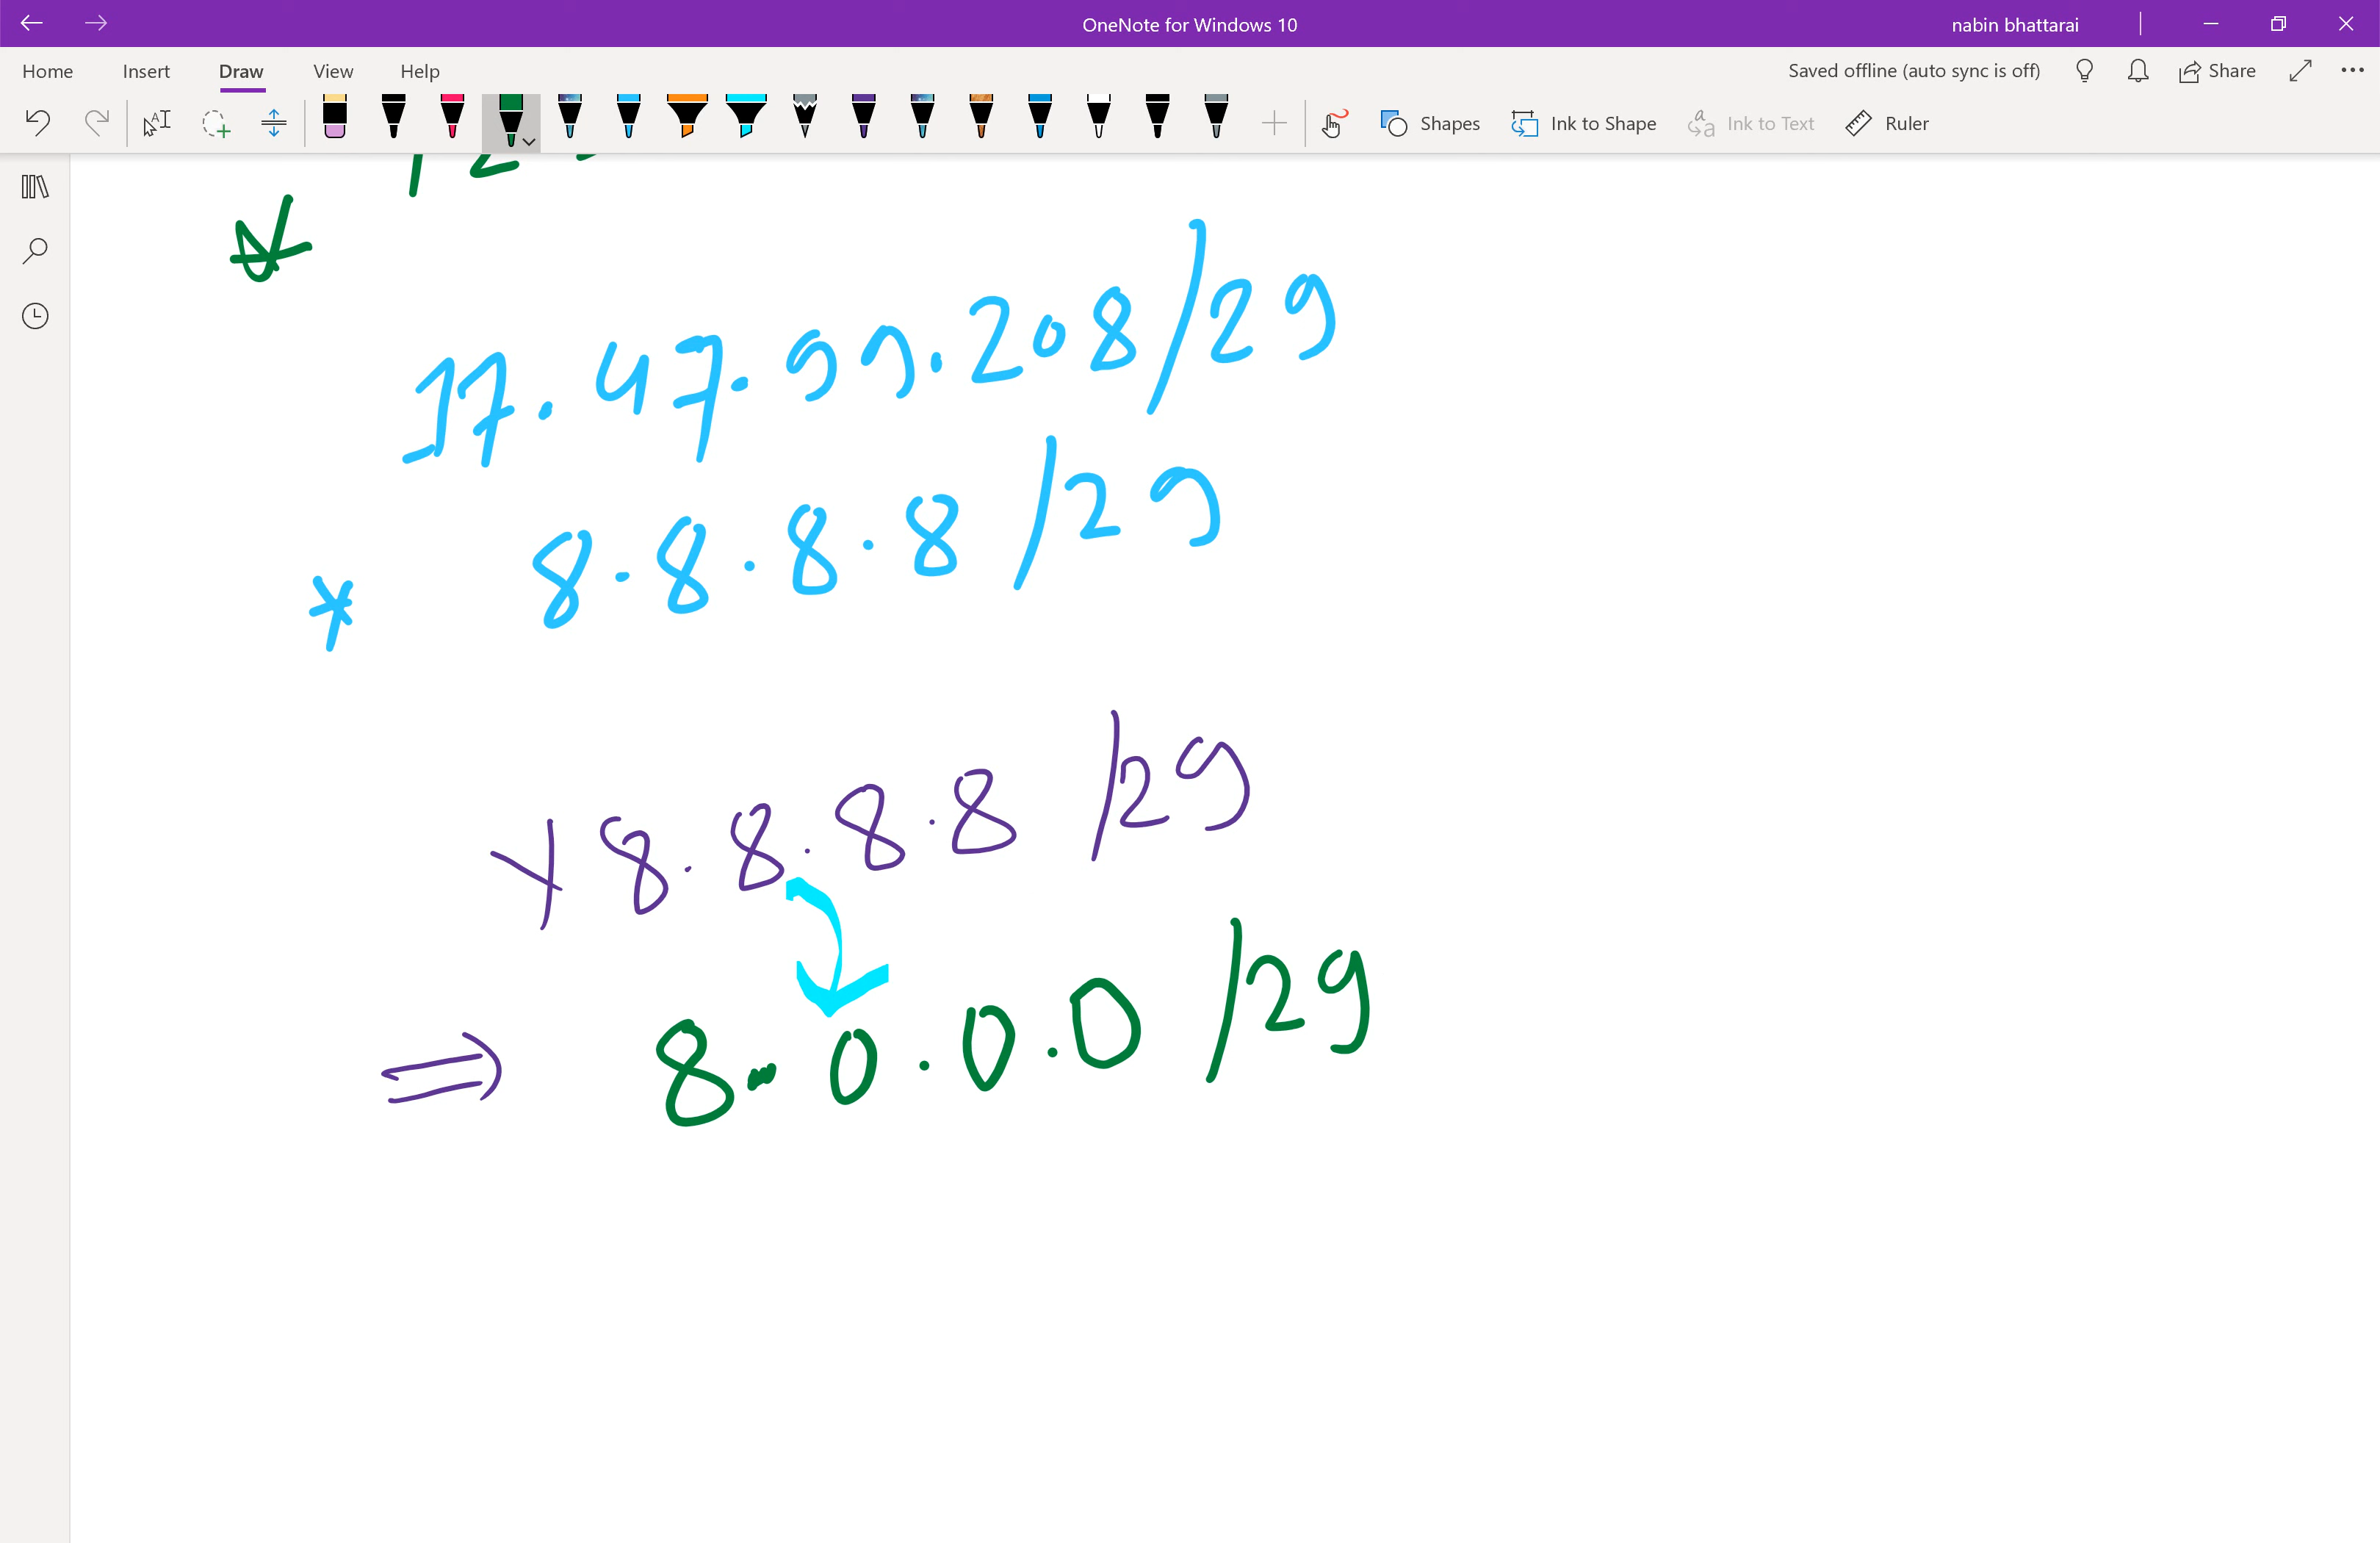 OneNote for Windows 10 nabin bhattarai
Home Insert Draw View Help Saved offline (auto sync is off) Share
Shapes Ink to Shape Ink to Text Ruler
17.47.99.208/29
* 8.8.8.8/29
8.8.8.8/29
⇒ 8.0.0.0/29